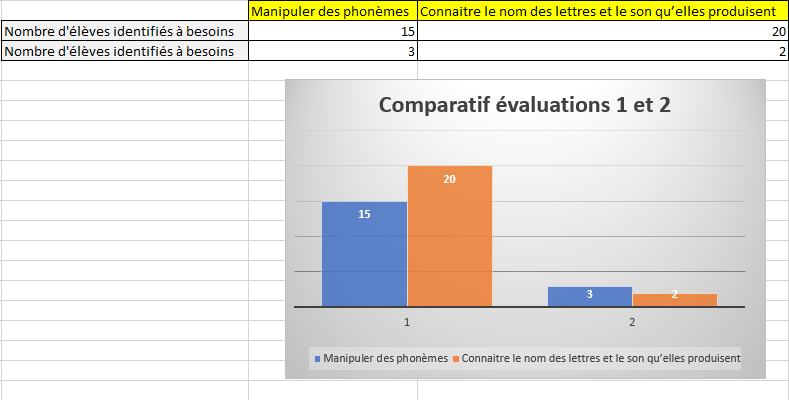 Manipuler des phonèmes Connaitre le nom des lettres et le son qu’elles produisent
Nombre d'élèves identifiés à besoins 15 20
Nombre d'élèves identifiés à besoins 3 2
Comparatif évaluations 1 et 2
20
15
3 2
1 2
Manipuler des phonèmes Connaitre le nom des lettres et le son qu’elles produisent